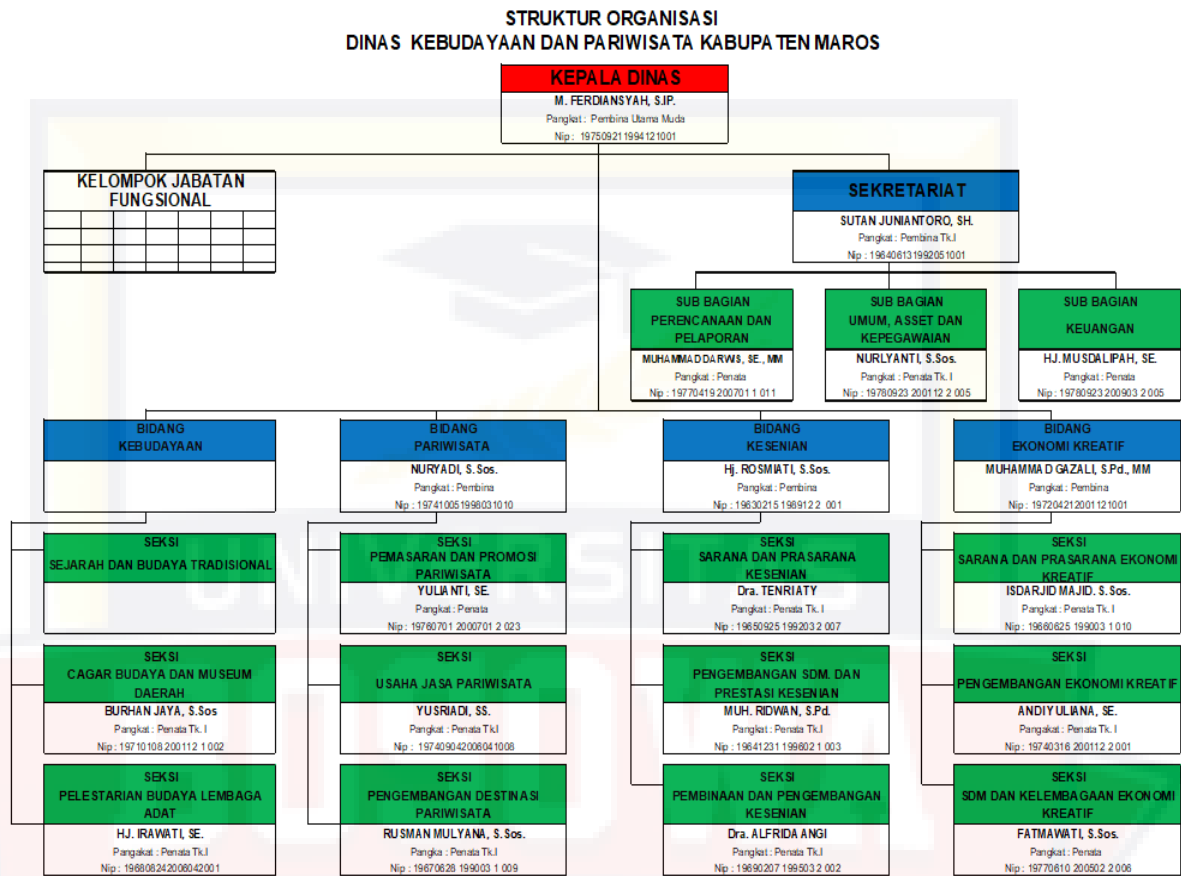 STRUKTUR ORGANISASI
DINAS KEBUDAYAAN DAN PARIWISATA KABUPATEN MAROS
KEPALA DINAS
M. FERDIANSYAH, S.IP.
Pangkat : Pembina Utama Muda
Nip : 197509211994121001
KELOMPOK JABATAN
FUNGSIONAL
SEKRETARIAT
SUTAN JUNIANTORO, SH.
Pangkat : Pembina Tk.I
Nip : 196406131992051001
SUB BAGIAN
PERENCANAAN DAN
PELAPORAN
MUHAMMAD DARWIS, SE., MM
Pangkat : Penata
Nip : 19770419 200701 1 011
SUB BAGIAN
UMUM, ASSET DAN
KEPEGAWAIAN
NURLYANTI, S.Sos.
Pangkat : Penata Tk. I
Nip : 19780923 200112 2 005
SUB BAGIAN
KEUANGAN
HJ. MUSDALIPAH, SE.
Pangkat : Penata
Nip : 19780923 200903 2 005
BIDANG
KEBUDAYAAN
BIDANG
PARIWISATA
NURYADI, S.Sos.
Pangkat : Pembina
Nip : 197410051998031010
BIDANG
KESENIAN
Hj. ROSMIATI, S.Sos.
Pangkat : Pembina
Nip : 19630215 198912 2 001
BIDANG
EKONOMI KREATIF
MUHAMMAD GAZALI, S.Pd., MM
Pangkat : Pembina
Nip : 197204212001121001
SEKSI
SEJARAH DAN BUDAYA TRADISIONAL
SEKSI
PEMASARAN DAN PROMOSI
PARIWISATA
YULIANTI, SE.
Pangkat : Penata
Nip : 19760701 2000701 2 023
SEKSI
SARANA DAN PRASARANA
KESENIAN
Dra. TENRIATY
Pangkat : Penata Tk. I
Nip : 19650925 199203 2 007
SEKSI
SARANA DAN PRASARANA EKONOMI
KREATIF
ISDARJID MAJID. S.Sos.
Pangkat : Penata Tk. I
Nip : 19660625 199003 1 010
SEKSI
CAGAR BUDAYA DAN MUSEUM
DAERAH
BURHAN JAYA, S.Sos
Pangkat : Penata Tk. I
Nip : 19710108 200112 1 002
SEKSI
USAHA JASA PARIWISATA
YUSRIADI, SS.
Pangkat : Penata Tk.I
Nip : 197409042006041008
SEKSI
PENGEMBANGAN SDM. DAN
PRESTASI KESENIAN
MUH. RIDWAN, S.Pd.
Pangkat : Penata Tk.I
Nip : 19641231 199602 1 003
SEKSI
PENGEMBANGAN EKONOMI KREATIF
ANDI YULIANA, SE.
Pangakat : Penata Tk.I
Nip : 19740316 200112 2 001
SEKSI
PELESTARIAN BUDAYA LEMBAGA
ADAT
HJ. IRAWATI, SE.
Pangakat : Penata Tk.I
Nip : 196808242006042001
SEKSI
PENGEMBANGAN DESTINASI
PARIWISATA
RUSMAN MULYANA, S.Sos.
Pangka : Penata Tk.I
Nip : 19670628 199003 1 009
SEKSI
PEMBINAAN DAN PENGEMBANGAN
KESENIAN
Dra. ALFRIDA ANGI
Pangkat : Penata Tk.I
Nip : 19690207 199503 2 002
SEKSI
SDM DAN KELEMBAGAAN EKONOMI
KREATIF
FATMAWATI, S.Sos.
Pangkat : Penata
Nip : 19770610 200502 2 006
UNIVERSITAS
BOSOWA